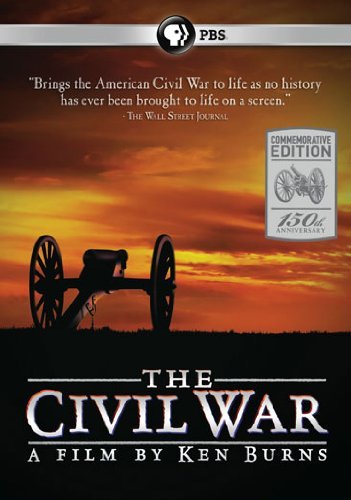 PBS
"Brings the American Civil War to life as no history
has ever been brought to life on a screen."
- The Wall Street Journal
COMMEMORATIVE
EDITION
150th
ANNIVERSARY
THE
CIVIL WAR
A FILM BY KEN BURNS